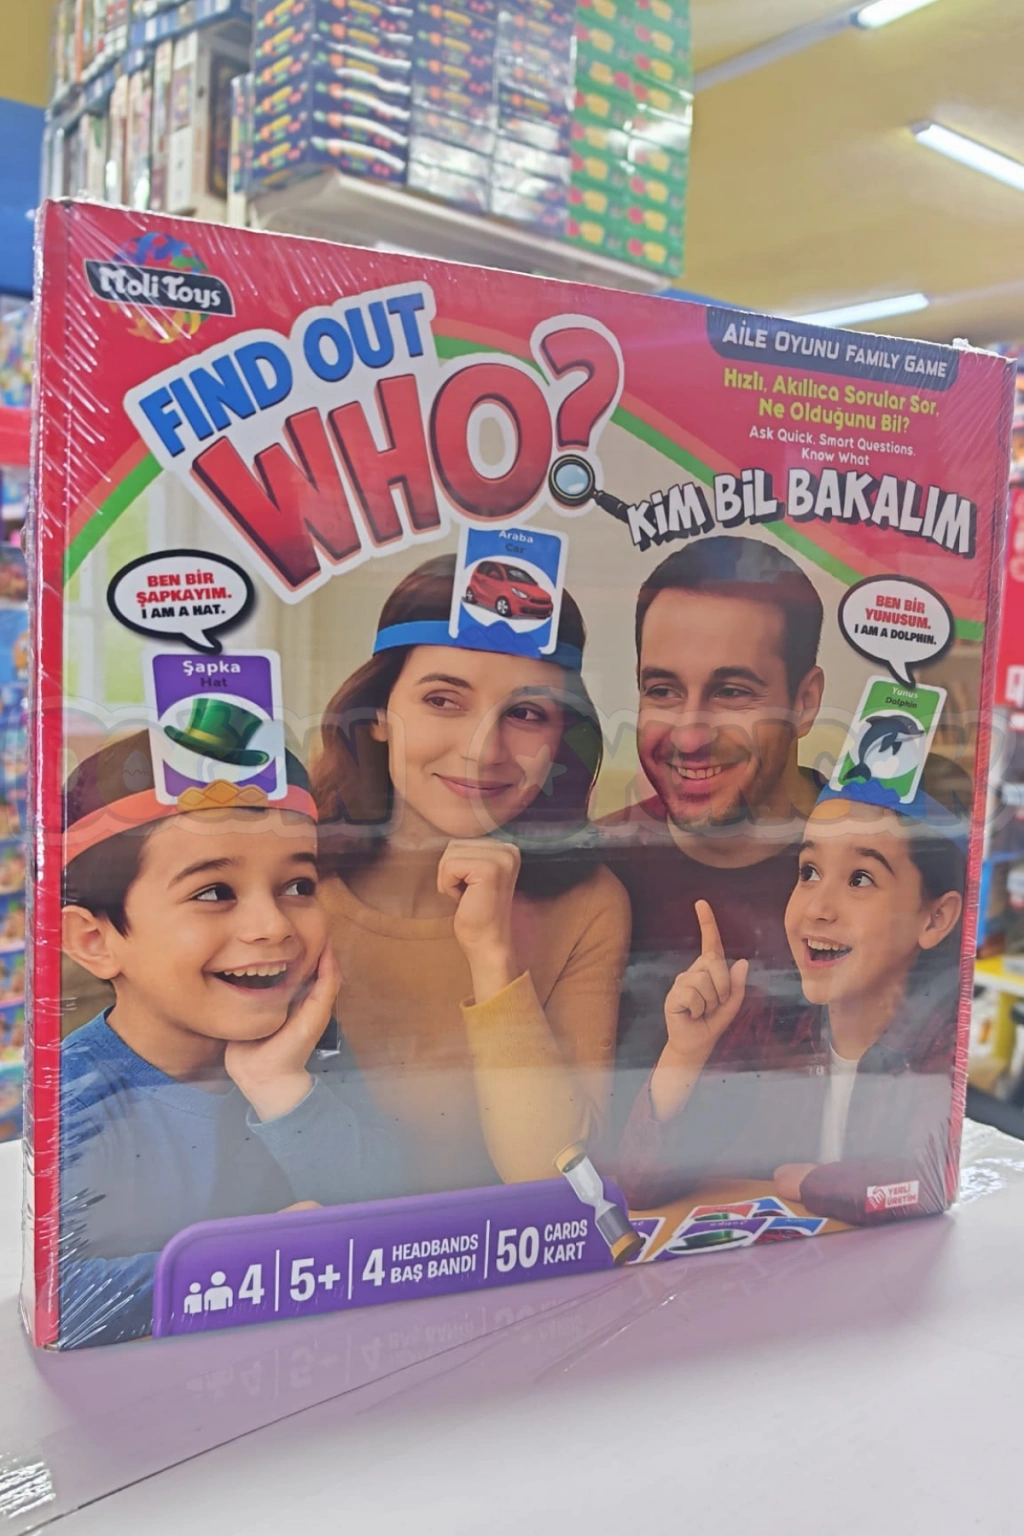 Moli Toys
FIND OUT
WHO?
AİLE OYUNU FAMILY GAME
Hızlı, Akıllıca Sorular Sor,
Ne Olduğunu Bil?
Ask Quick, Smart Questions,
Know What
KİM BİL BAKALIM
Araba
Car
BEN BİR
ŞAPKAYIM.
I AM A HAT.
BEN BİR
YUNUSUM.
I AM A DOLPHIN.
Şapka
Hat
Yunus
Dolphin
YERLİ
ÜRETİM
4
5+
4 HEADBANDS
BAŞ BANDI
50 CARDS
KART